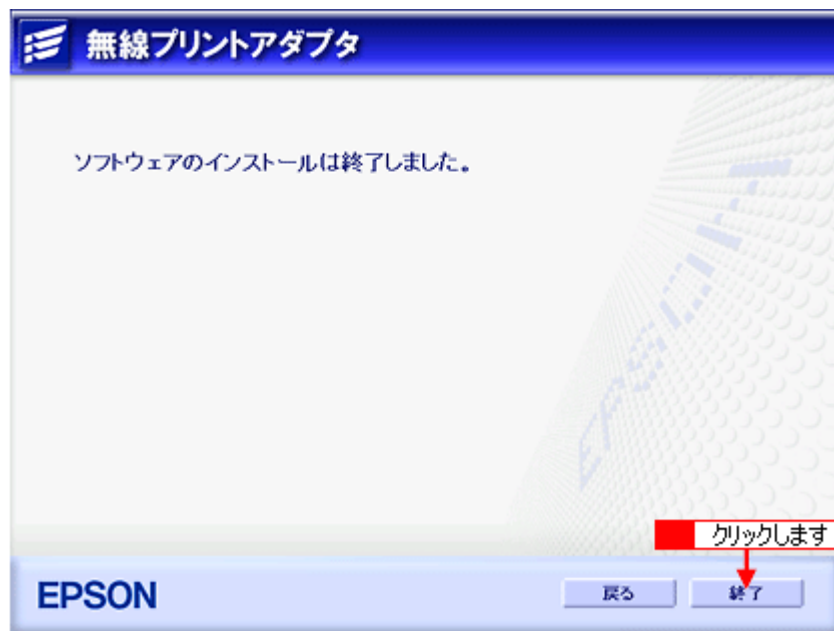 無線プリントアダプタ
ソフトウェアのインストールは終了しました。
EPSON
クリックします
EPSON
戻る
終了